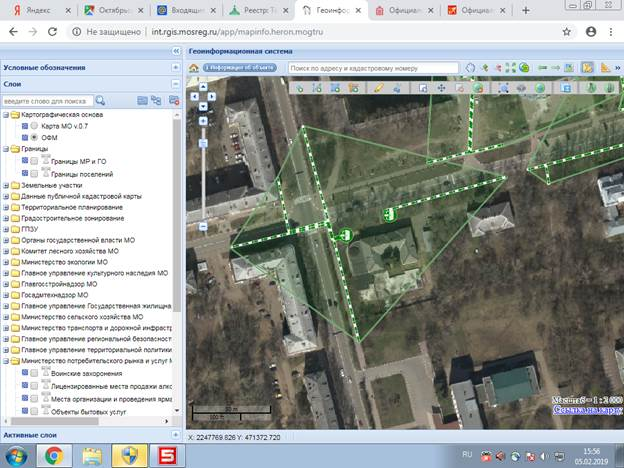 Яндекс
Октябрьс
Входящие
Реестр: Та
Геоинфор
Официал
Официал
Не защищено | int.rgis.mosreg.ru/app/mapinfo.heron.mogtru
Геоинформационная система
Условные обозначения
Информация об объекте
Поиск по адресу и кадастровому номеру
Слои
введите слово для поиска
Картографическая основа
Карта МО v.0.7
ОФМ
Границы
Границы МР и ГО
Границы поселений
Земельные участки
Данные публичной кадастровой карты
Территориальное планирование
Градостроительное зонирование
ГПЗУ
Органы государственной власти МО
Комитет лесного хозяйства МО
Министерство экологии МО
Главное управление культурного наследия МО
Главгосстройнадзор МО
Госадмтехнадзор МО
Главное управление Государственная жилищна
Министерство сельского хозяйства МО
Министерство транспорта и дорожной инфраст
Главное управление региональной безопасност
Главное управление территориальной политики
Министерство потребительского рынка и услуг М
Воинские захоронения
Лицензированные места продажи алко
Места организации и проведения ярма
Объекты бытовых услуг
Масштаб = 1 : 2 000
Ссылка на карту
50 m
Активные слои
X: 2247769.826 Y: 471372.720
RU
15:56
05.02.2019